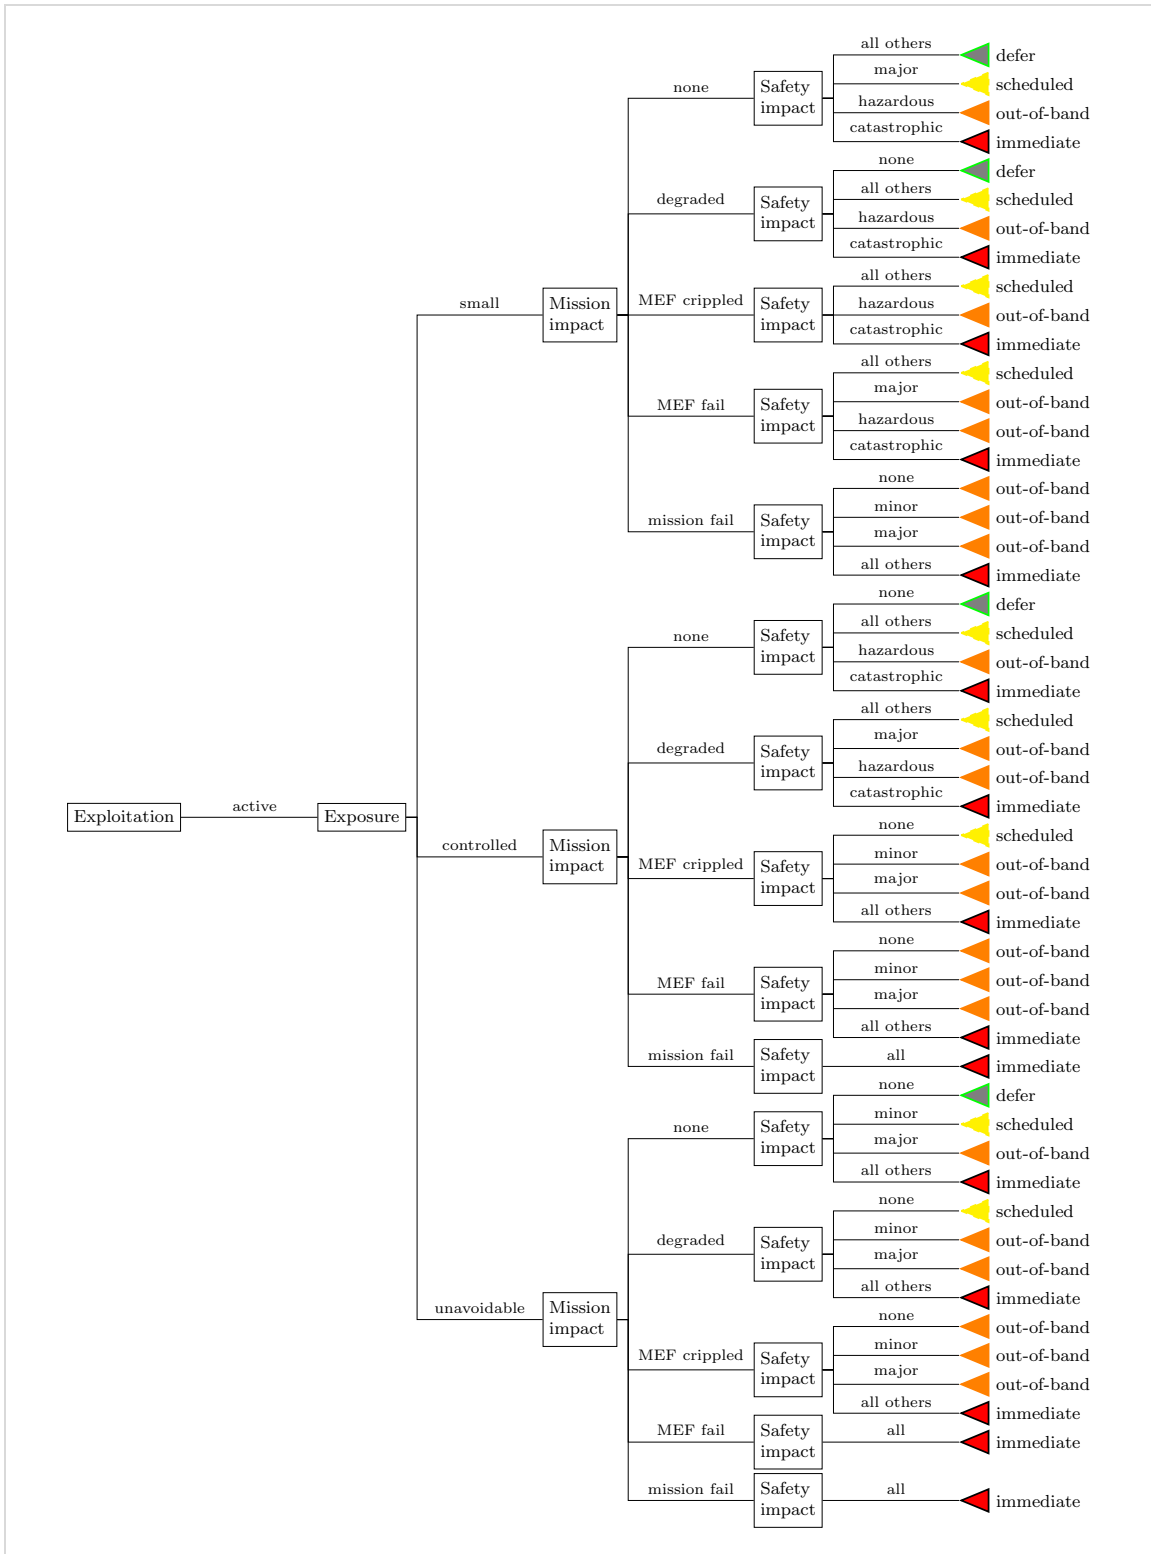 all others
defer
major
scheduled
none
Safety
impact
hazardous
out-of-band
catastrophic
immediate
none
defer
all others
scheduled
degraded
Safety
impact
hazardous
out-of-band
catastrophic
immediate
all others
scheduled
small
Mission
impact
MEF crippled
Safety
impact
hazardous
out-of-band
catastrophic
immediate
all others
scheduled
major
out-of-band
MEF fail
Safety
impact
hazardous
out-of-band
catastrophic
immediate
none
out-of-band
minor
out-of-band
mission fail
Safety
impact
major
out-of-band
all others
immediate
none
defer
all others
scheduled
none
Safety
impact
hazardous
out-of-band
catastrophic
immediate
all others
scheduled
major
out-of-band
degraded
Safety
impact
hazardous
out-of-band
catastrophic
immediate
Exploitation
active
Exposure
controlled
Mission
impact
none
scheduled
minor
out-of-band
MEF crippled
Safety
impact
major
out-of-band
all others
immediate
none
out-of-band
minor
out-of-band
MEF fail
Safety
impact
major
out-of-band
all others
immediate
mission fail
Safety
impact
all
immediate
none
defer
minor
scheduled
none
Safety
impact
major
out-of-band
all others
immediate
none
scheduled
minor
out-of-band
degraded
Safety
impact
major
out-of-band
all others
immediate
unavoidable
Mission
impact
none
out-of-band
minor
out-of-band
MEF crippled
Safety
impact
major
out-of-band
all others
immediate
MEF fail
Safety
impact
all
immediate
mission fail
Safety
impact
all
immediate